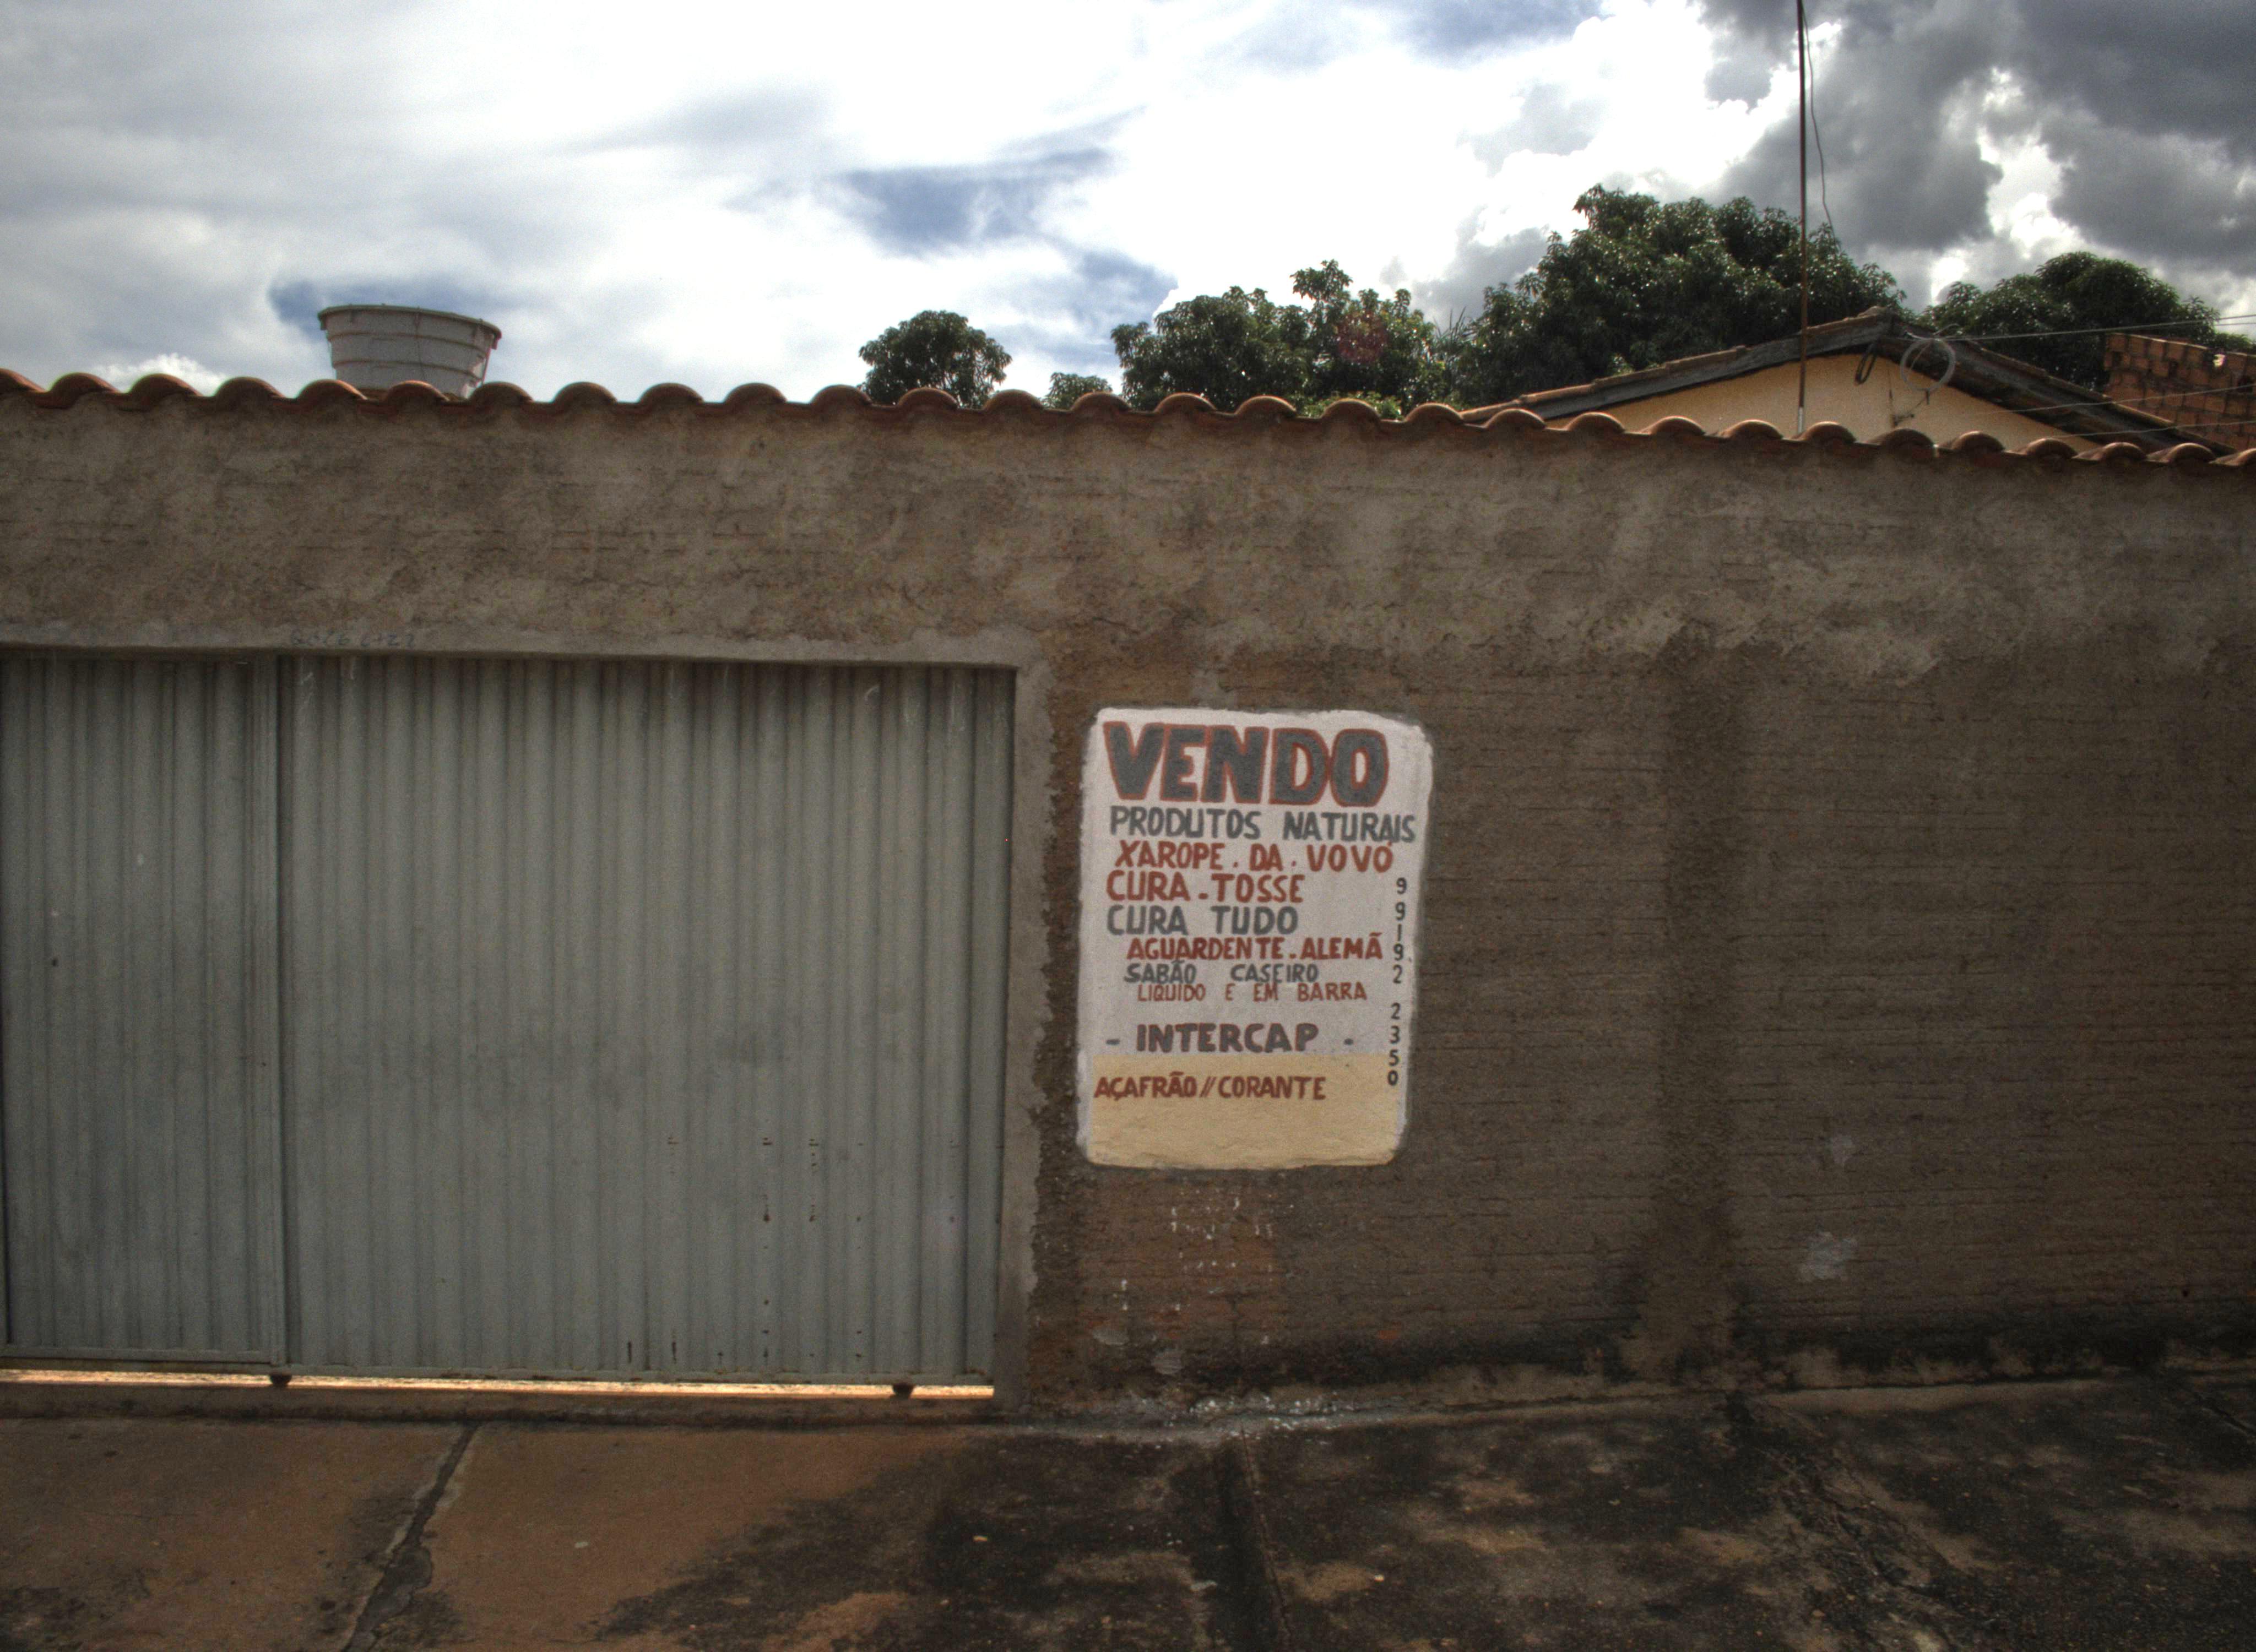 VENDO
PRODUTOS NATURAIS
XAROPE . DA . VOVÓ
CURA - TOSSE
CURA TUDO
AGUARDENTE - ALEMÃ
SABÃO CASEIRO
LIQUIDO E EM BARRA
- INTERCAP -
AÇAFRÃO // CORANTE
99192 2350